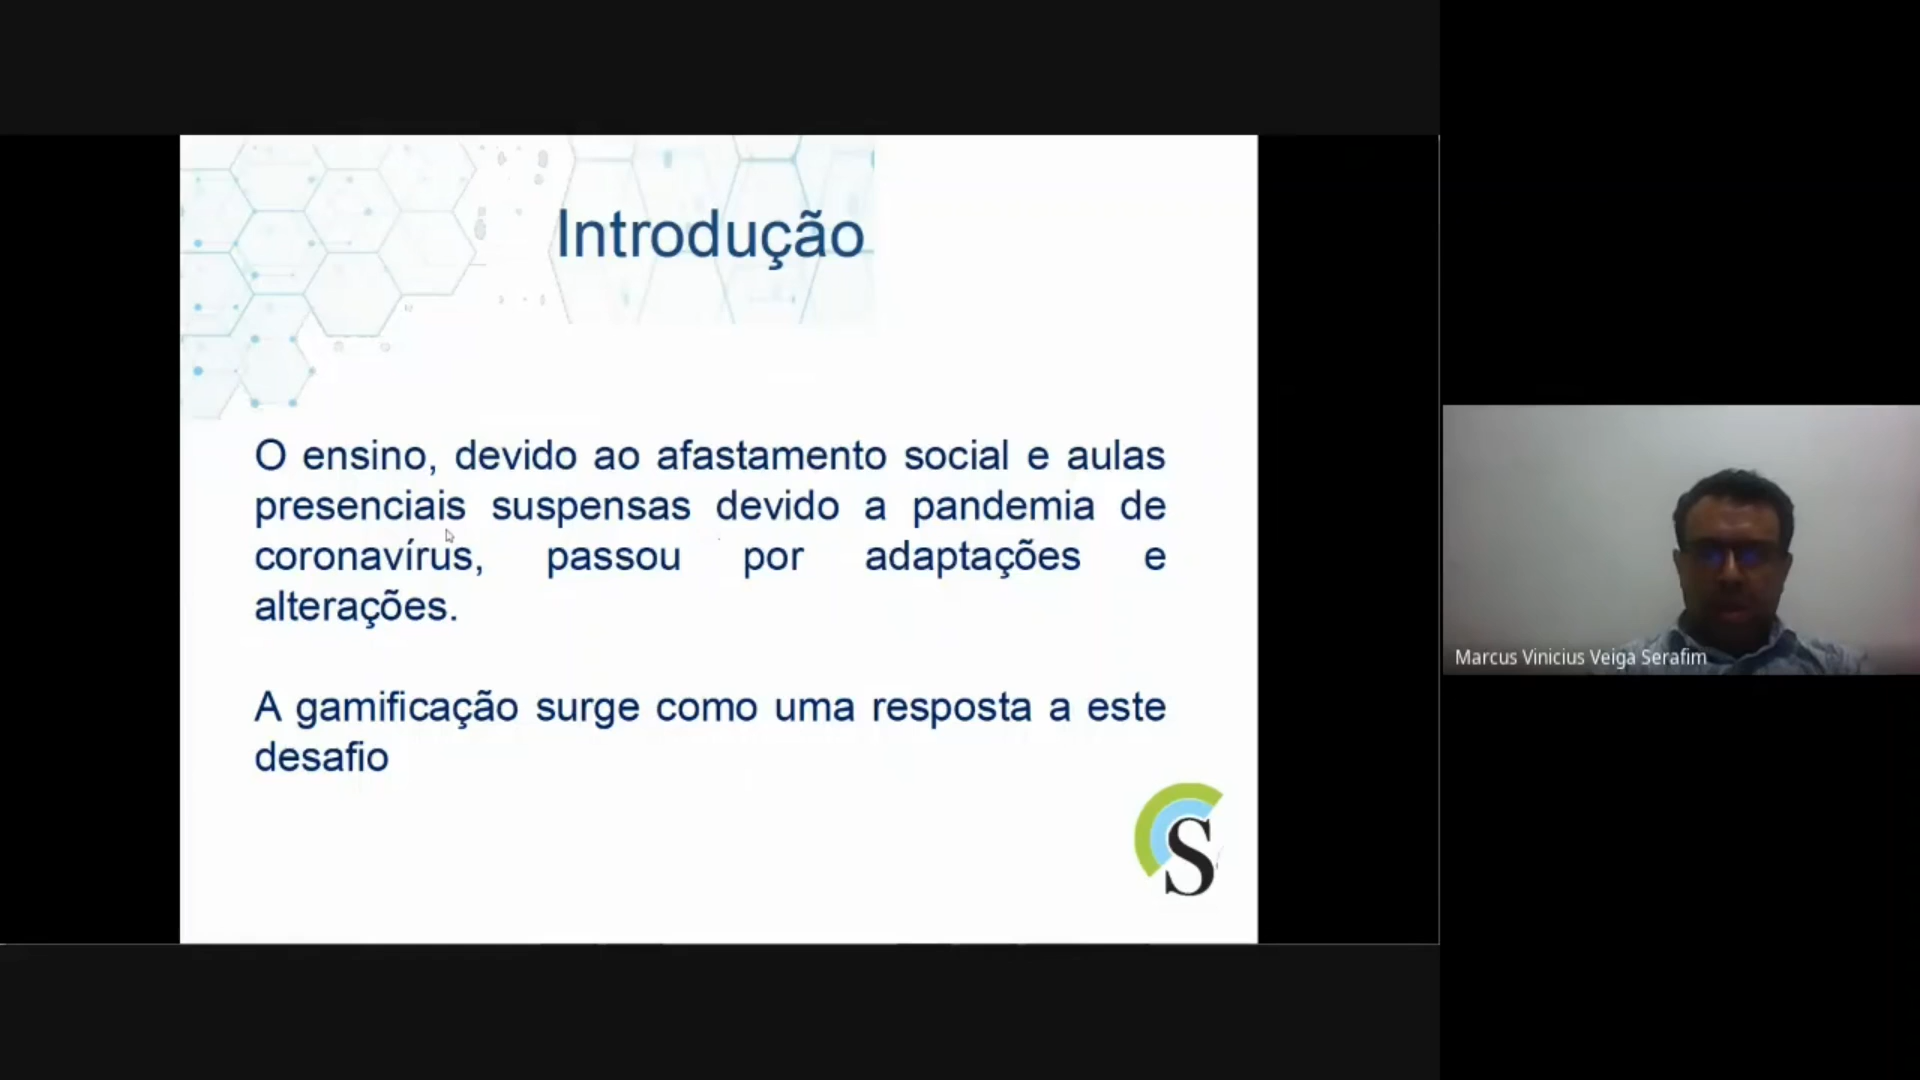 Introdução
O ensino, devido ao afastamento social e aulas
presenciais suspensas devido a pandemia de
coronavírus, passou por adaptações e
alterações.
A gamificação surge como uma resposta a este
desafio
S
Marcus Vinicius Veiga Serafim